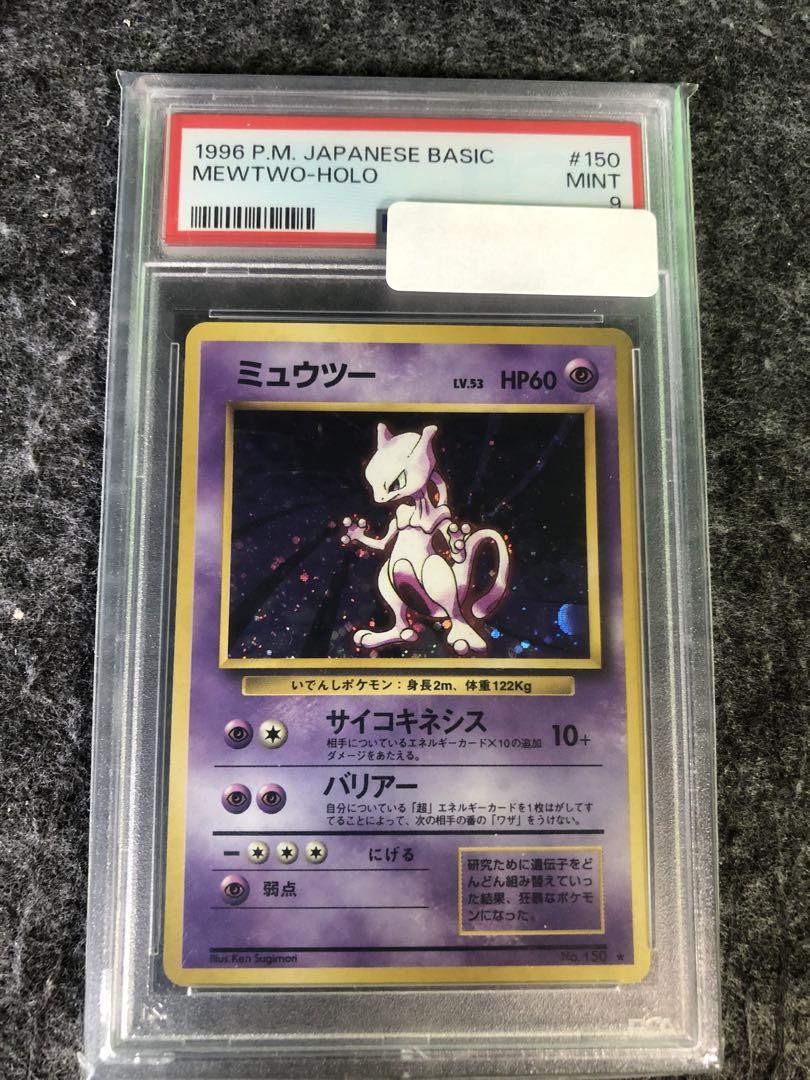 1996 P.M. JAPANESE BASIC #150
MEWTWO-HOLO MINT
9
ミュウツー LV.53 HP60
いでんしポケモン：身長2m、体重122Kg
サイコキネシス 10+
相手についているエネルギーカード×10の追加
ダメージをあたえる。
バリアー
自分についている「超」エネルギーカードを1枚はがしてす
てることによって、次の相手の番の「ワザ」をうけない。
にげる
弱点
研究ために遺伝子をど
んどん組み替えていっ
た結果、狂暴なポケモ
ンになった。
Illus.Ken Sugimori No. 150 ★